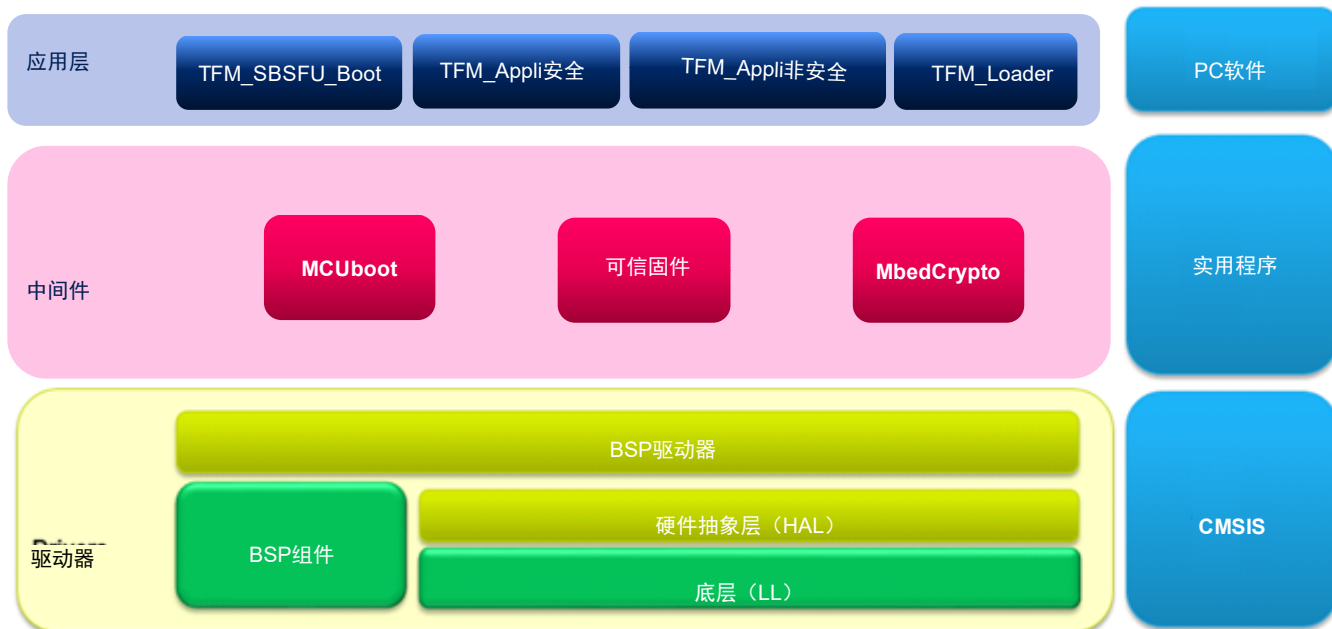 应用层
TFM_SBSFU_Boot
TFM_Appli安全
TFM_Appli非安全
TFM_Loader
PC软件
中间件
MCUboot
可信固件
MbedCrypto
实用程序
BSP驱动器
驱动器
BSP组件
硬件抽象层（HAL）
底层（LL）
CMSIS